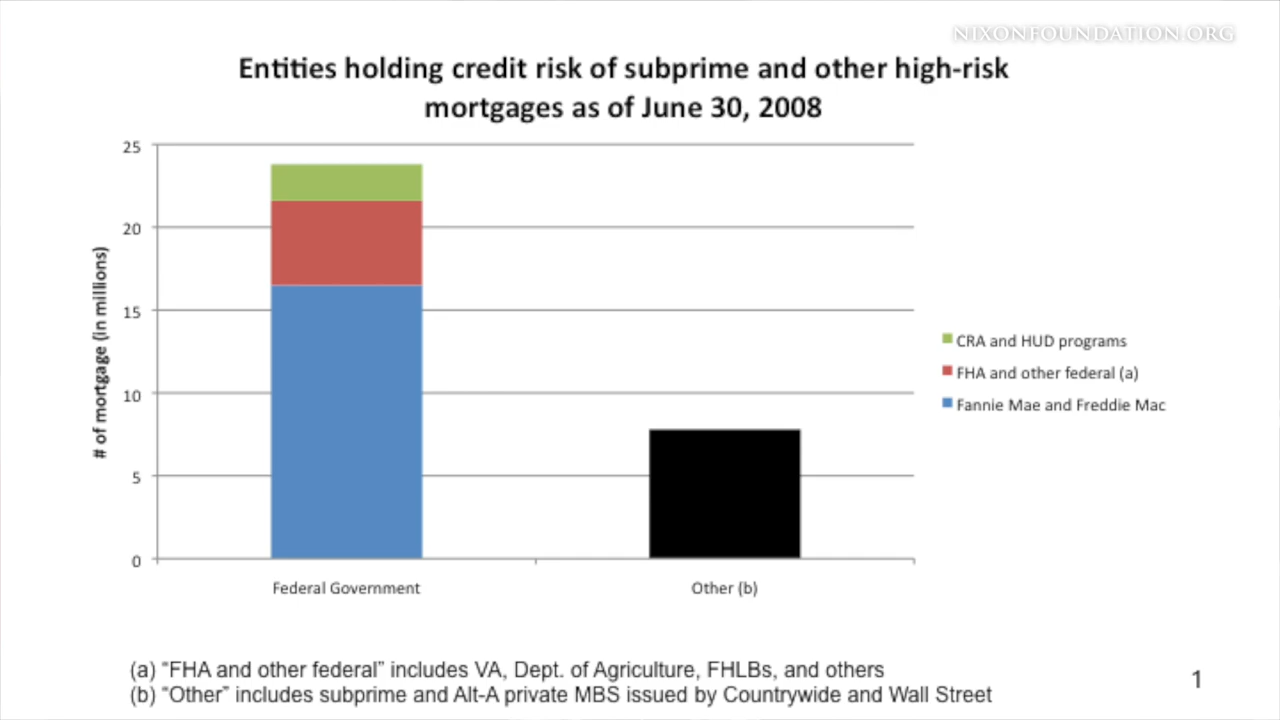 NIXONFOUNDATION.ORG
Entities holding credit risk of subprime and other high-risk
mortgages as of June 30, 2008
# of mortgage (in millions)
25
20
15
10
5
0
Federal Government
Other (b)
CRA and HUD programs
FHA and other federal (a)
Fannie Mae and Freddie Mac
(a) “FHA and other federal” includes VA, Dept. of Agriculture, FHLBs, and others
(b) “Other” includes subprime and Alt-A private MBS issued by Countrywide and Wall Street
1